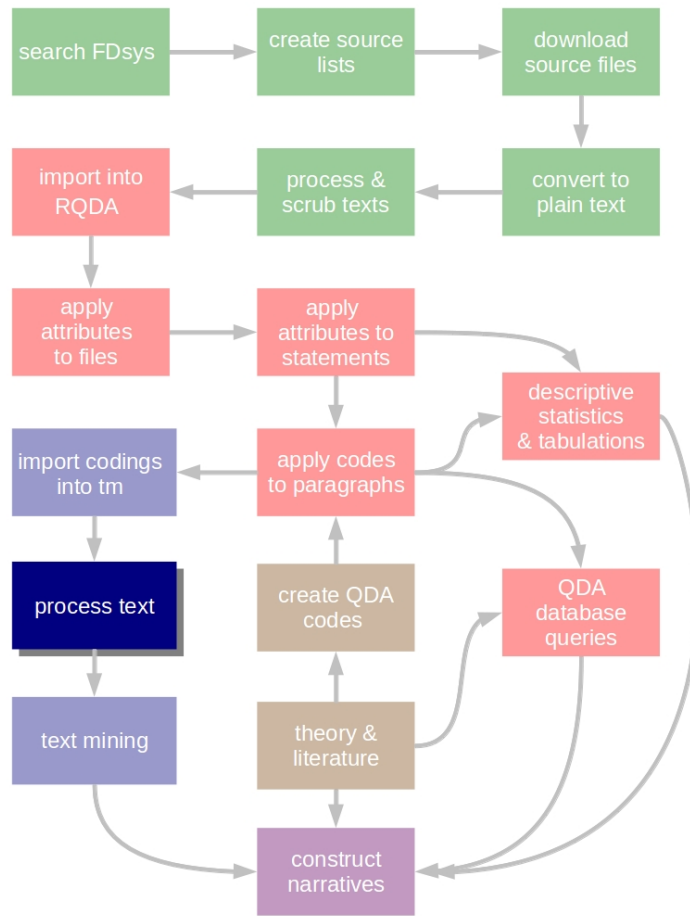 search FDsys
create source
lists
download
source files
import into
RQDA
process &
scrub texts
convert to
plain text
apply
attributes
to files
apply
attributes to
statements
descriptive
statistics
& tabulations
import codings
into tm
apply codes
to paragraphs
process text
create QDA
codes
QDA
database
queries
text mining
theory &
literature
construct
narratives